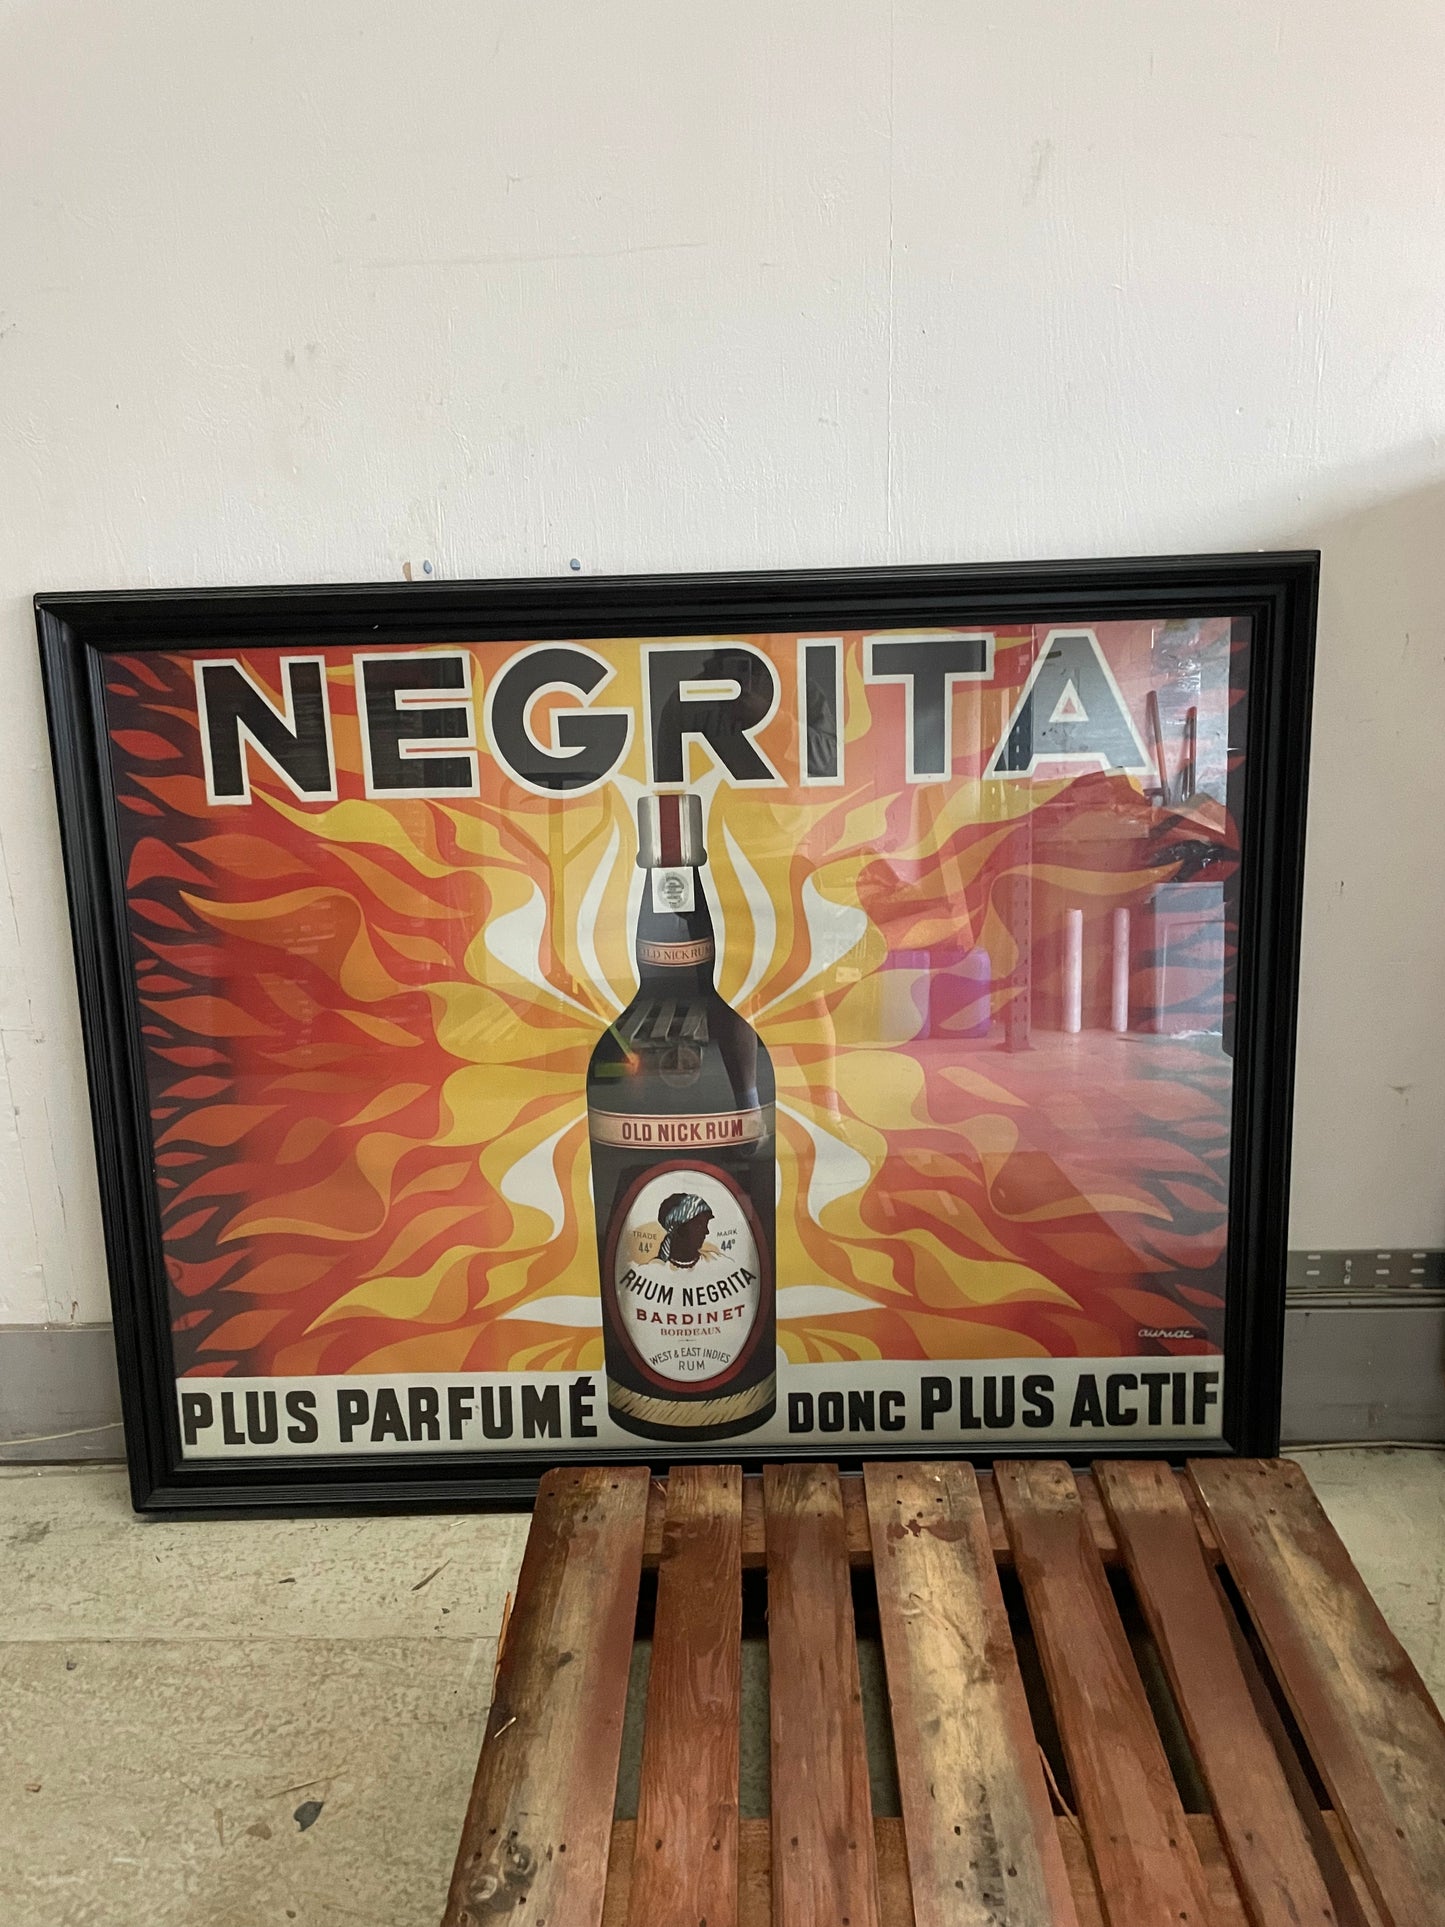 NEGRITA
OLD NICK RUM
OLD NICK RUM
TRADE MARK
44° 44°
RHUM NEGRITA
BARDINET
BORDEAUX
WEST & EAST INDIES
RUM
auriac
PLUS PARFUMÉ DONC PLUS ACTIF